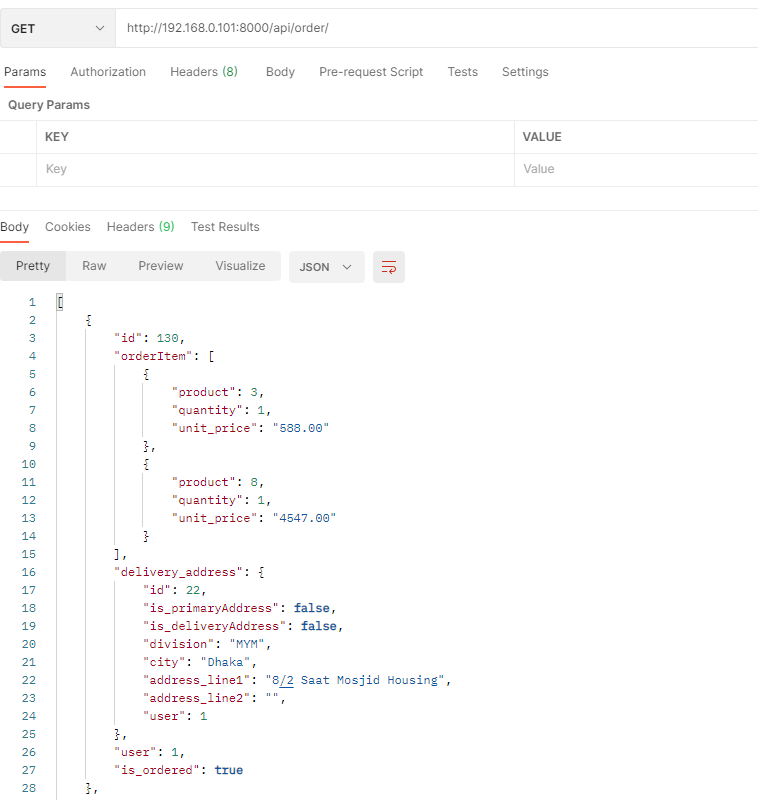 GET http://192.168.0.101:8000/api/order/
Params Authorization Headers (8) Body Pre-request Script Tests Settings
Query Params
KEY VALUE
Key Value
Body Cookies Headers (9) Test Results
Pretty Raw Preview Visualize JSON
1 [
2 {
3 "id": 130,
4 "orderItem": [
5 {
6 "product": 3,
7 "quantity": 1,
8 "unit_price": "588.00"
9 },
10 {
11 "product": 8,
12 "quantity": 1,
13 "unit_price": "4547.00"
14 }
15 ],
16 "delivery_address": {
17 "id": 22,
18 "is_primaryAddress": false,
19 "is_deliveryAddress": false,
20 "division": "MYM",
21 "city": "Dhaka",
22 "address_line1": "8/2 Saat Mosjid Housing",
23 "address_line2": "",
24 "user": 1
25 },
26 "user": 1,
27 "is_ordered": true
28 },